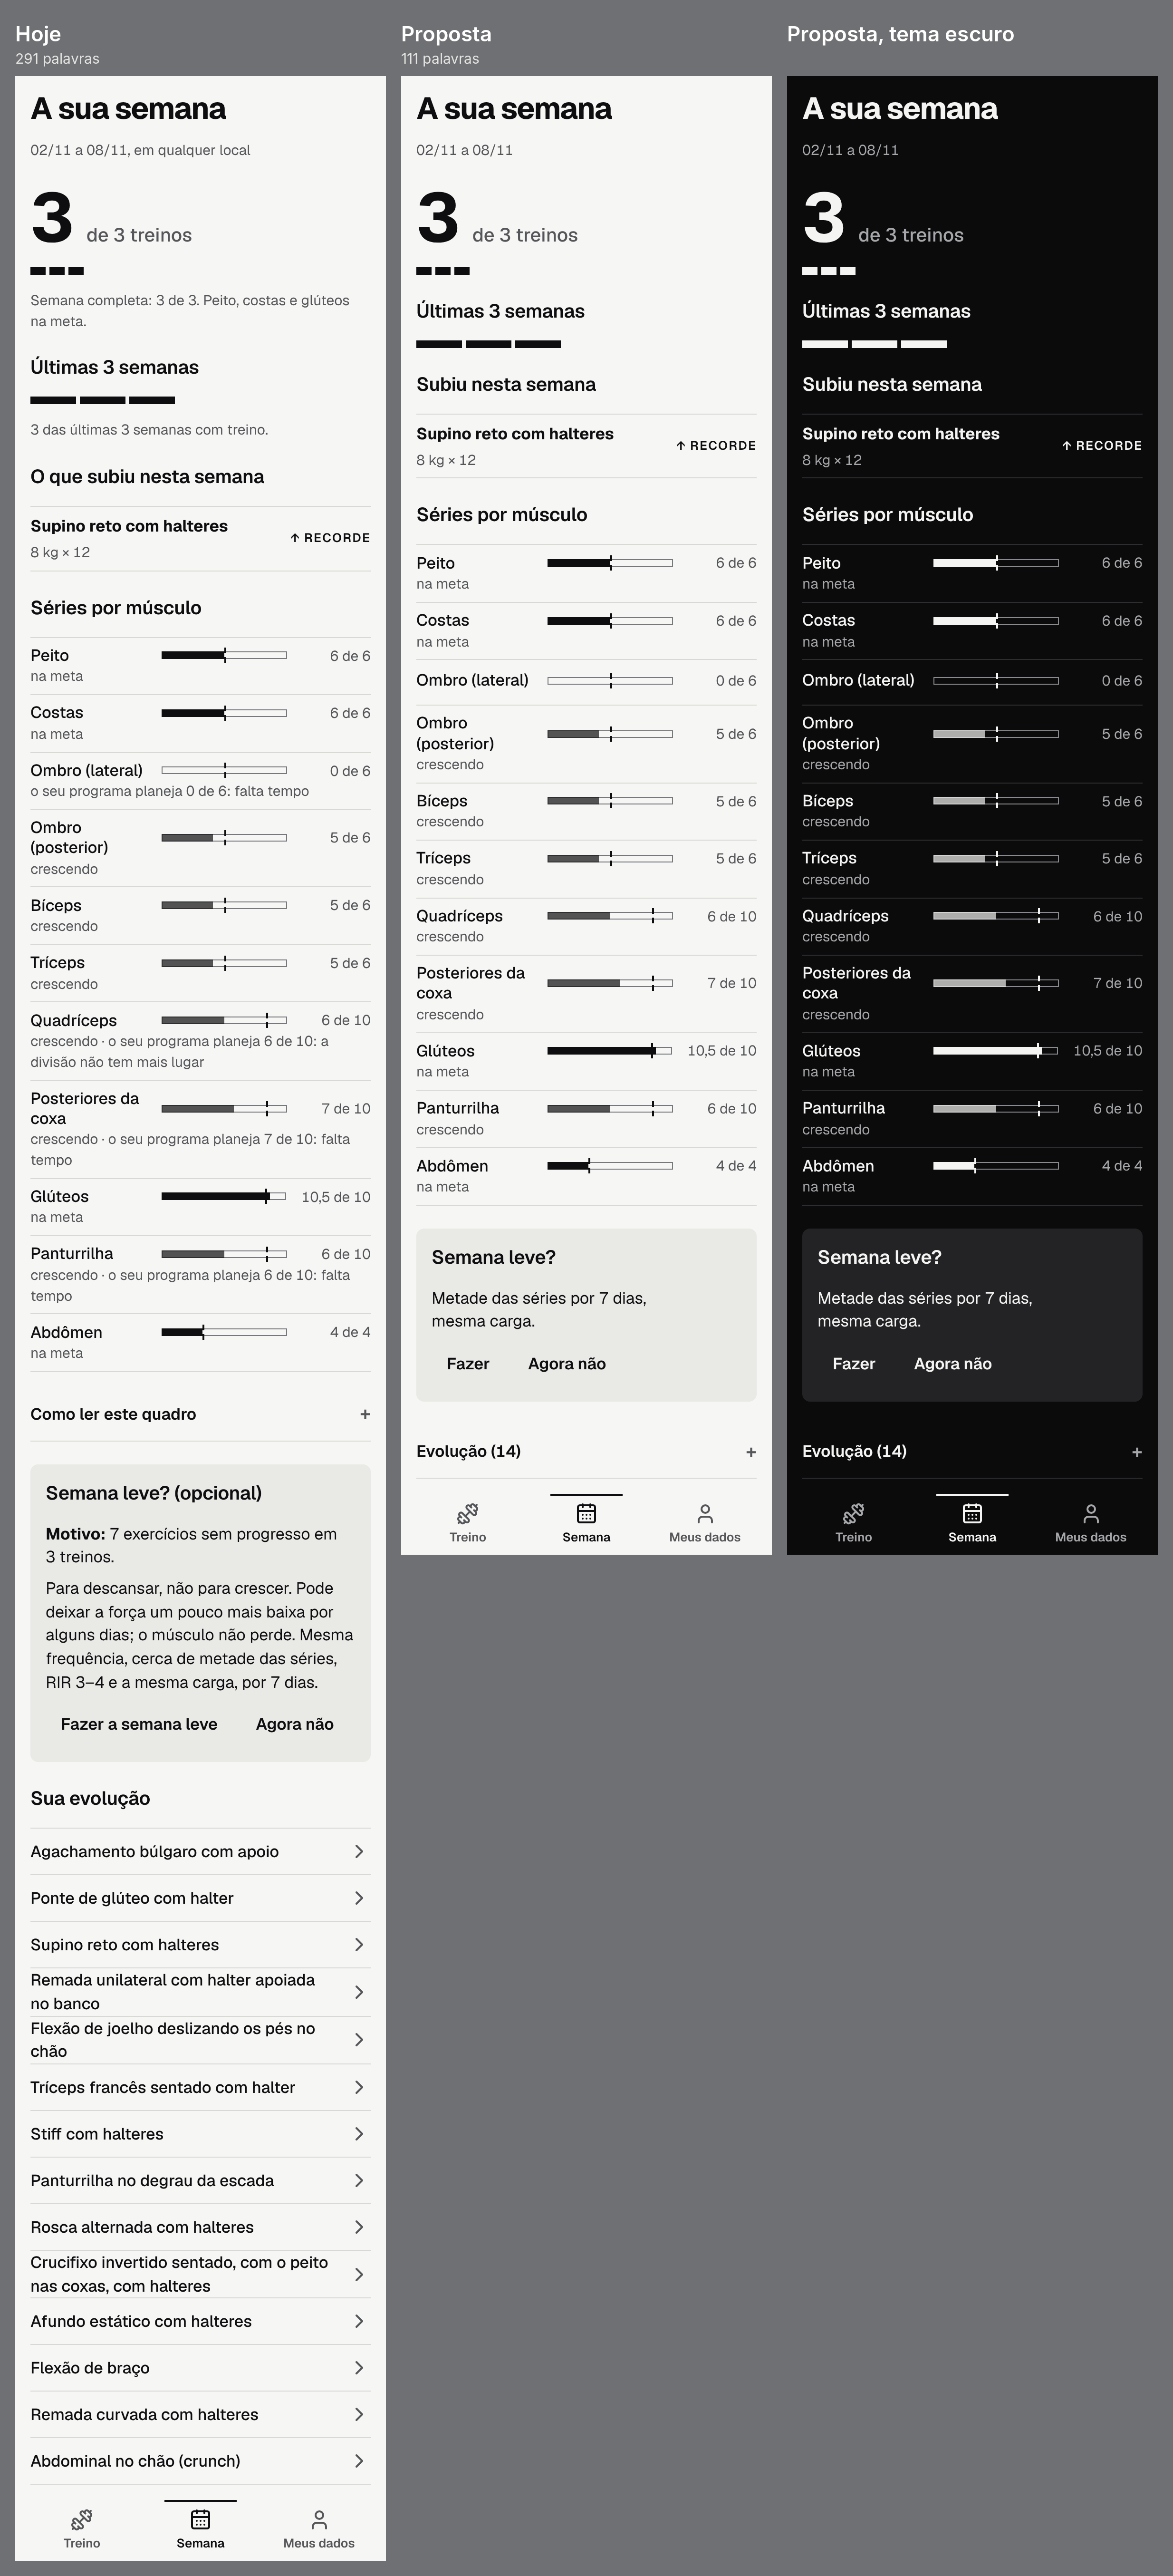 Hoje
291 palavras
A sua semana
02/11 a 08/11, em qualquer local
3 de 3 treinos
Semana completa: 3 de 3. Peito, costas e glúteos
na meta.
Últimas 3 semanas
3 das últimas 3 semanas com treino.
O que subiu nesta semana
Supino reto com halteres
8 kg × 12
↑ RECORDE
Séries por músculo
Peito
6 de 6
na meta
Costas
6 de 6
na meta
Ombro (lateral)
0 de 6
o seu programa planeja 0 de 6: falta tempo
Ombro
(posterior)
5 de 6
crescendo
Bíceps
5 de 6
crescendo
Tríceps
5 de 6
crescendo
Quadríceps
6 de 10
crescendo · o seu programa planeja 6 de 10: a
divisão não tem mais lugar
Posteriores da
coxa
7 de 10
crescendo · o seu programa planeja 7 de 10: falta
tempo
Glúteos
10,5 de 10
na meta
Panturrilha
6 de 10
crescendo · o seu programa planeja 6 de 10: falta
tempo
Abdômen
4 de 4
na meta
Como ler este quadro
+
Semana leve? (opcional)
Motivo: 7 exercícios sem progresso em
3 treinos.
Para descansar, não para crescer. Pode
deixar a força um pouco mais baixa por
alguns dias; o músculo não perde. Mesma
frequência, cerca de metade das séries,
RIR 3–4 e a mesma carga, por 7 dias.
Fazer a semana leve
Agora não
Sua evolução
Agachamento búlgaro com apoio
Ponte de glúteo com halter
Supino reto com halteres
Remada unilateral com halter apoiada
no banco
Flexão de joelho deslizando os pés no
chão
Tríceps francês sentado com halter
Stiff com halteres
Panturrilha no degrau da escada
Rosca alternada com halteres
Crucifixo invertido sentado, com o peito
nas coxas, com halteres
Afundo estático com halteres
Flexão de braço
Remada curvada com halteres
Abdominal no chão (crunch)
Treino
Semana
Meus dados
Proposta
111 palavras
A sua semana
02/11 a 08/11
3 de 3 treinos
Últimas 3 semanas
Subiu nesta semana
Supino reto com halteres
8 kg × 12
↑ RECORDE
Séries por músculo
Peito
6 de 6
na meta
Costas
6 de 6
na meta
Ombro (lateral)
0 de 6
Ombro
(posterior)
5 de 6
crescendo
Bíceps
5 de 6
crescendo
Tríceps
5 de 6
crescendo
Quadríceps
6 de 10
crescendo
Posteriores da
coxa
7 de 10
crescendo
Glúteos
10,5 de 10
na meta
Panturrilha
6 de 10
crescendo
Abdômen
4 de 4
na meta
Semana leve?
Metade das séries por 7 dias,
mesma carga.
Fazer
Agora não
Evolução (14)
+
Treino
Semana
Meus dados
Proposta, tema escuro
A sua semana
02/11 a 08/11
3 de 3 treinos
Últimas 3 semanas
Subiu nesta semana
Supino reto com halteres
8 kg × 12
↑ RECORDE
Séries por músculo
Peito
6 de 6
na meta
Costas
6 de 6
na meta
Ombro (lateral)
0 de 6
Ombro
(posterior)
5 de 6
crescendo
Bíceps
5 de 6
crescendo
Tríceps
5 de 6
crescendo
Quadríceps
6 de 10
crescendo
Posteriores da
coxa
7 de 10
crescendo
Glúteos
10,5 de 10
na meta
Panturrilha
6 de 10
crescendo
Abdômen
4 de 4
na meta
Semana leve?
Metade das séries por 7 dias,
mesma carga.
Fazer
Agora não
Evolução (14)
+
Treino
Semana
Meus dados